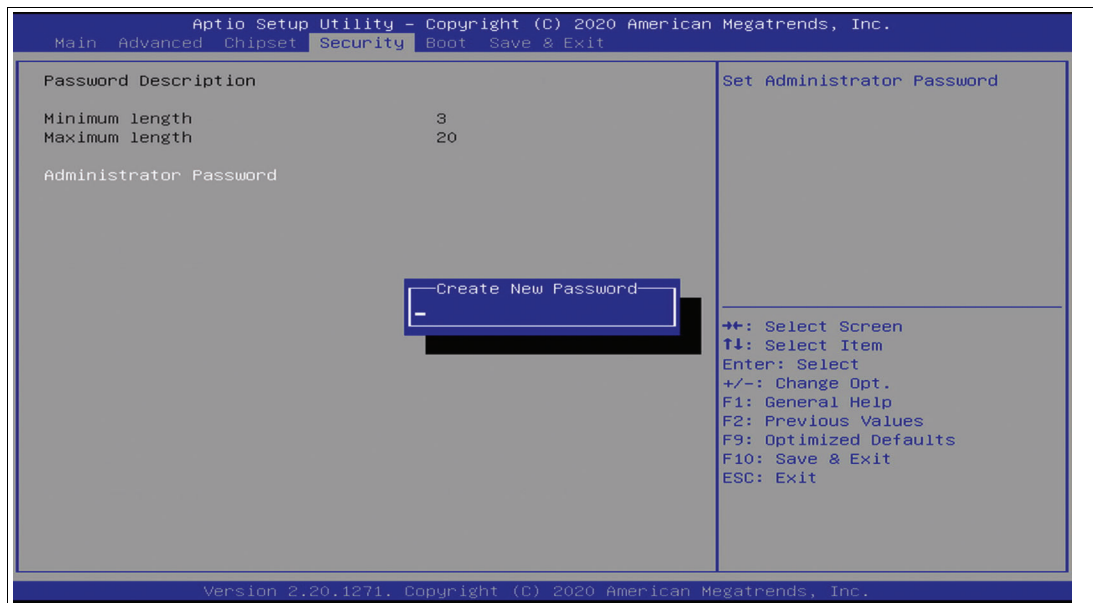 Aptio Setup Utility – Copyright (C) 2020 American Megatrends, Inc.
Main Advanced Chipset Security Boot Save & Exit
Password Description
Minimum length 3
Maximum length 20
Administrator Password
Create New Password
Set Administrator Password
→←: Select Screen
↑↓: Select Item
Enter: Select
+/-: Change Opt.
F1: General Help
F2: Previous Values
F9: Optimized Defaults
F10: Save & Exit
ESC: Exit
Version 2.20.1271. Copyright (C) 2020 American Megatrends, Inc.